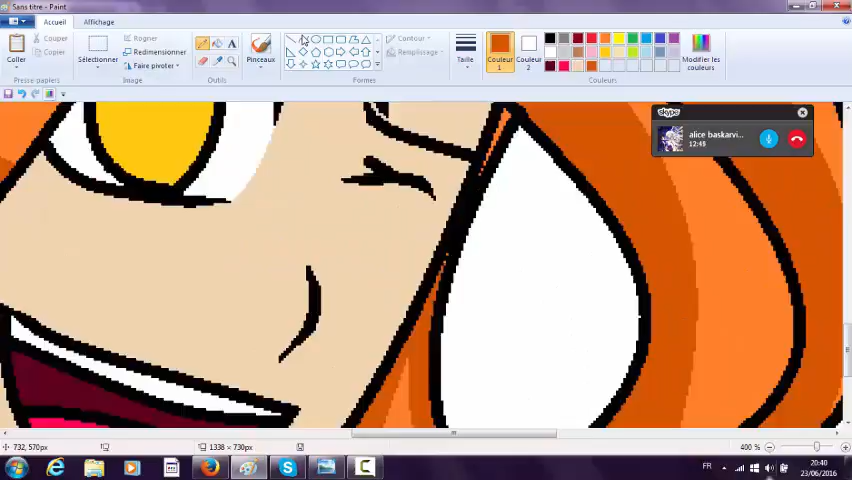 Sans titre - Paint
Accueil
Affichage
Coller
Couper
Copier
Presse-papiers
Sélectionner
Rogner
Redimensionner
Faire pivoter
Image
Outils
Pinceaux
Contour
Remplissage
Formes
Taille
Couleur 1
Couleur 2
Modifier les couleurs
Couleurs
skype
alice baskarvi...
12:45
732, 570px
1338 × 730px
400 %
FR
20:40
23/06/2016